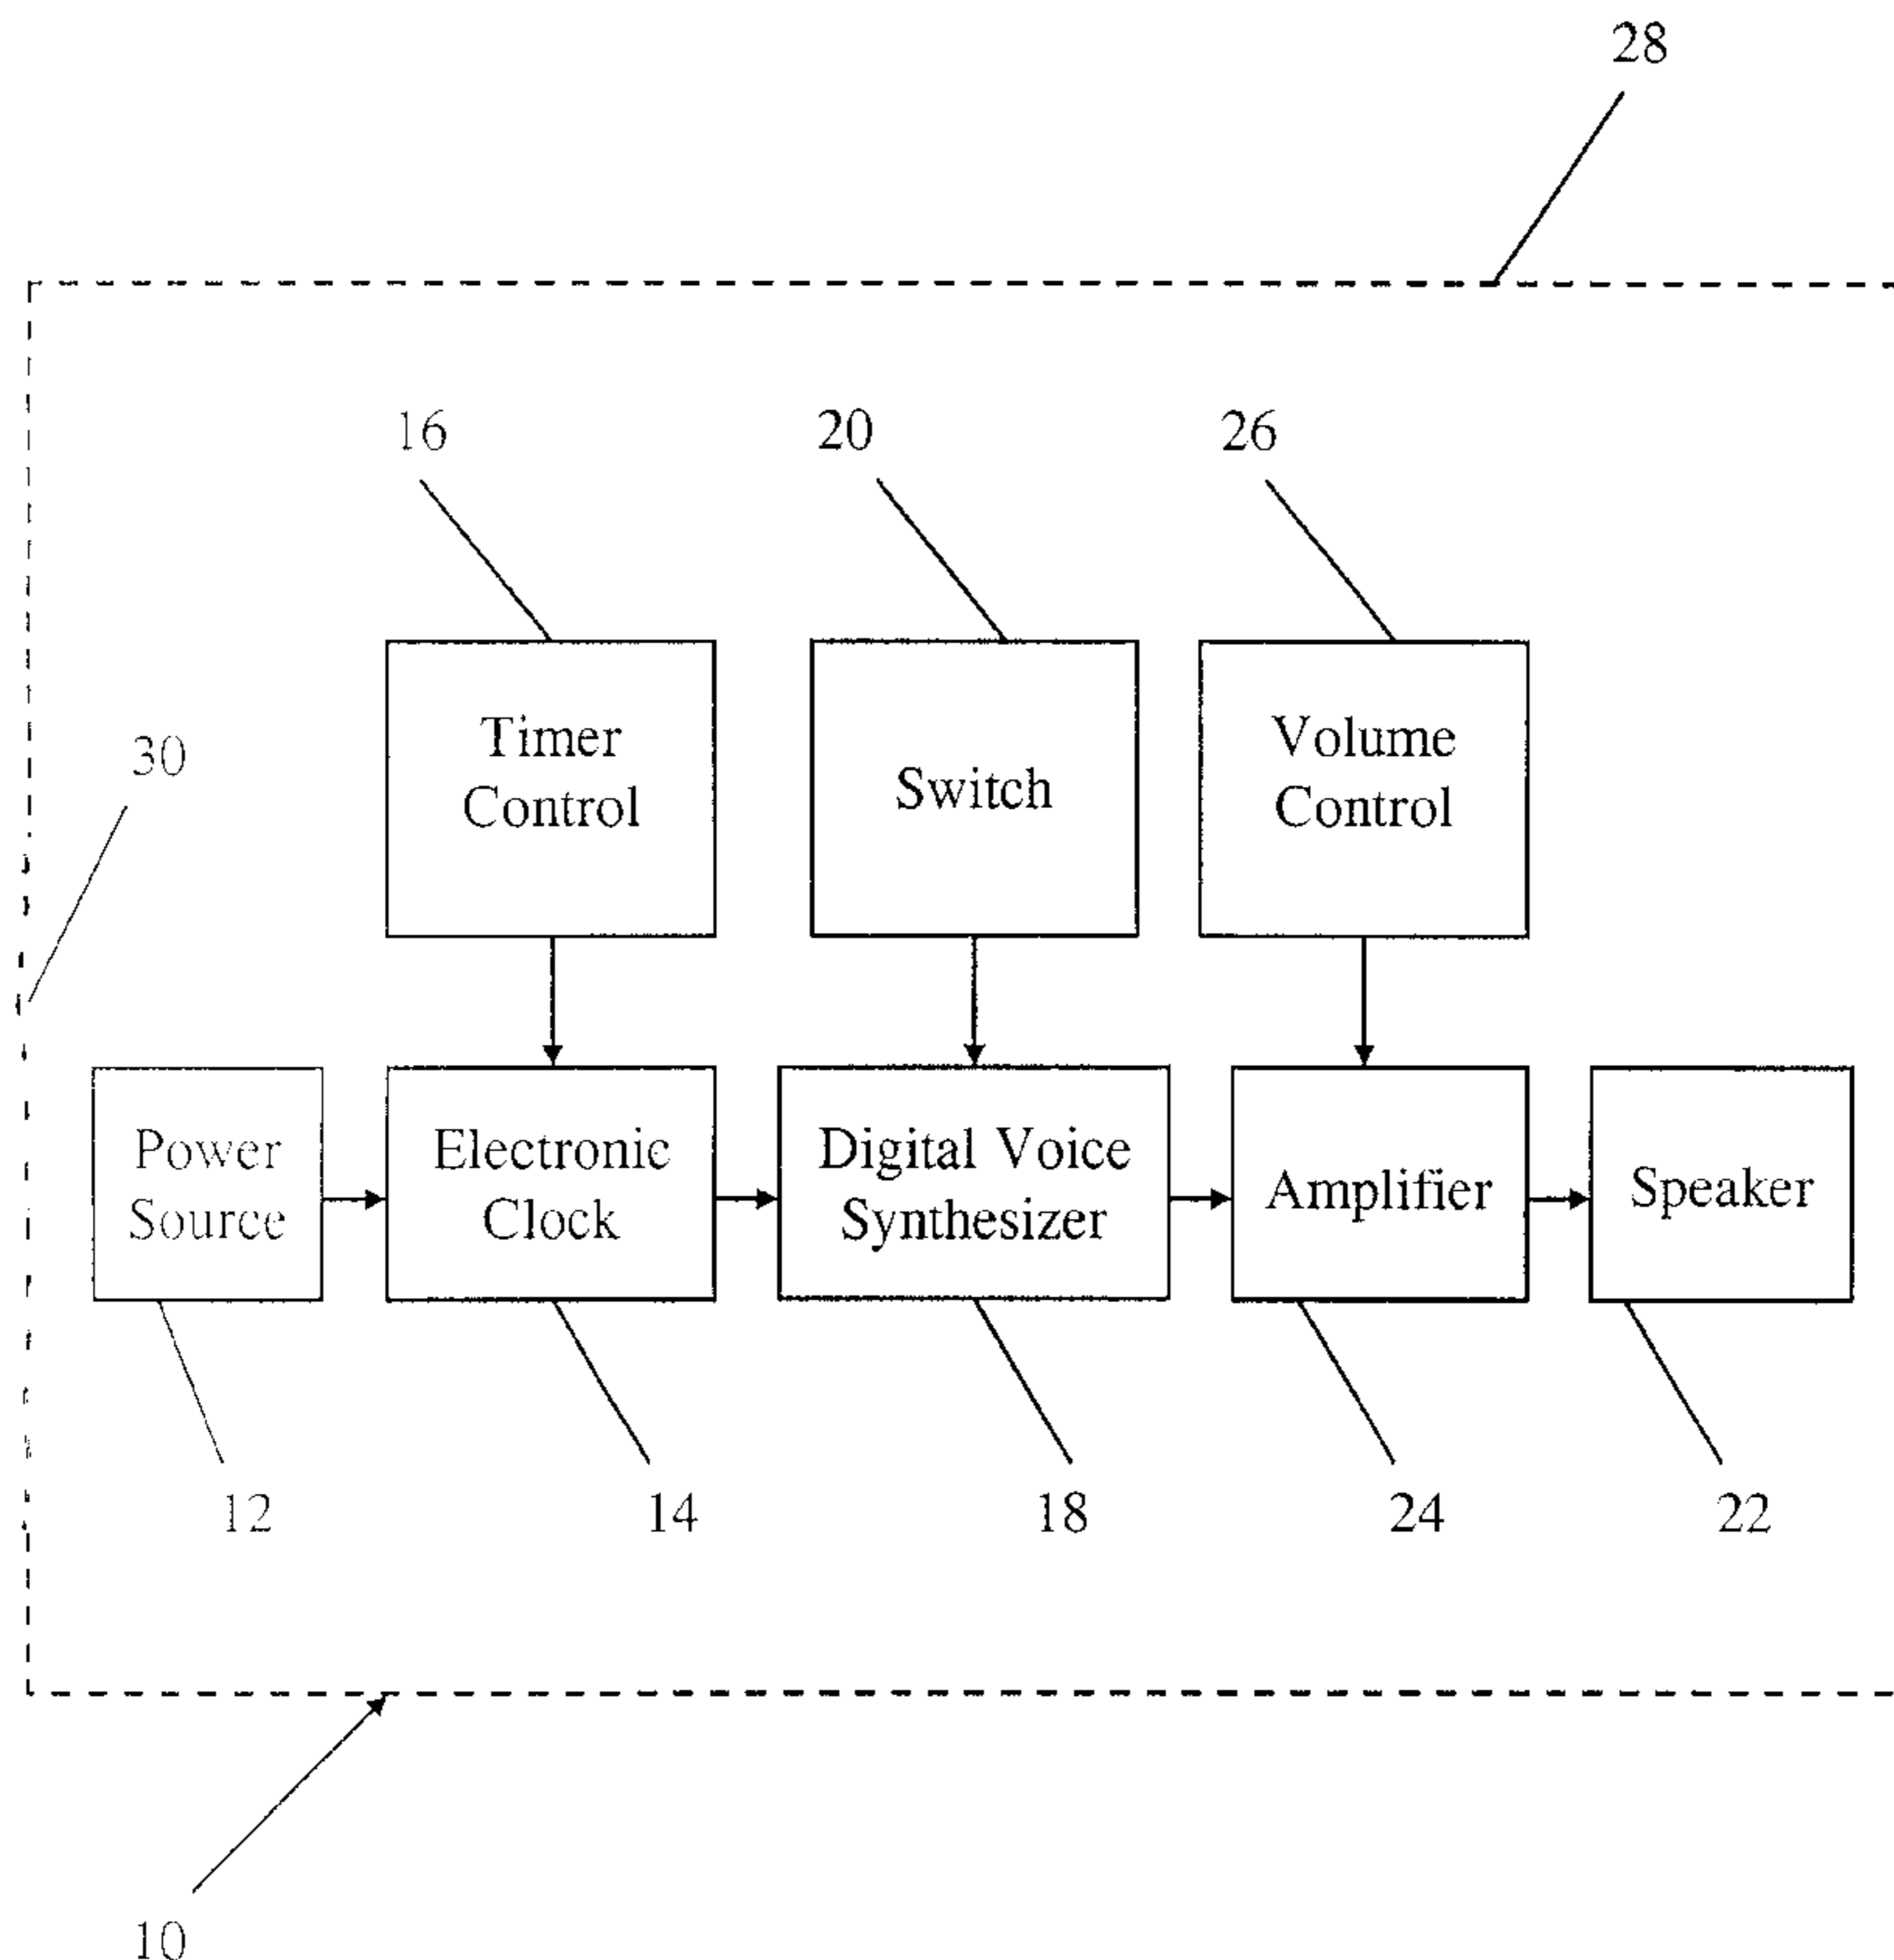 28
16
20
26
Timer
Control
Switch
Volume
Control
30
Power
Source
Electronic
Clock
Digital Voice
Synthesizer
Amplifier
Speaker
12
14
18
24
22
10